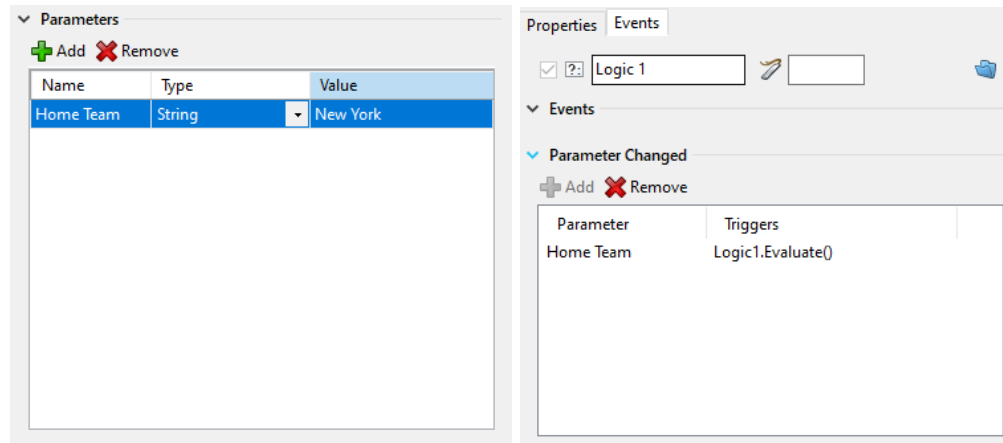 Parameters
Add Remove
Name Type Value
Home Team String New York
Properties Events
?: Logic 1
Events
Parameter Changed
Add Remove
Parameter Triggers
Home Team Logic1.Evaluate()